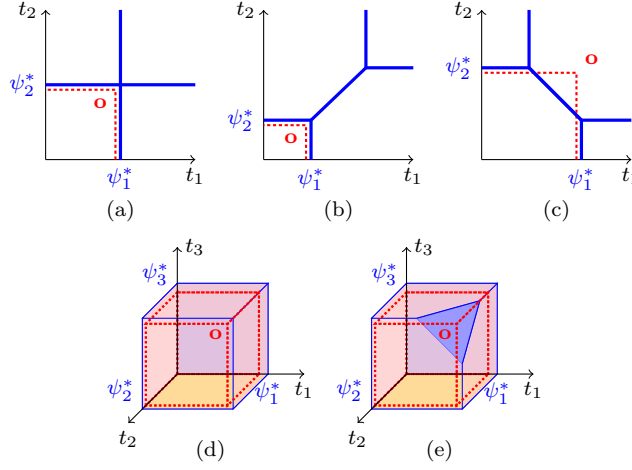 t₂ t₂ t₂
ψ₂* o ψ₂* o ψ₂* o
ψ₁* t₁ ψ₁* t₁ ψ₁* t₁
(a) (b) (c)
t₃ t₃
ψ₃* ψ₃*
o o
ψ₂* ψ₁* t₁ ψ₂* ψ₁* t₁
t₂ t₂
(d) (e)